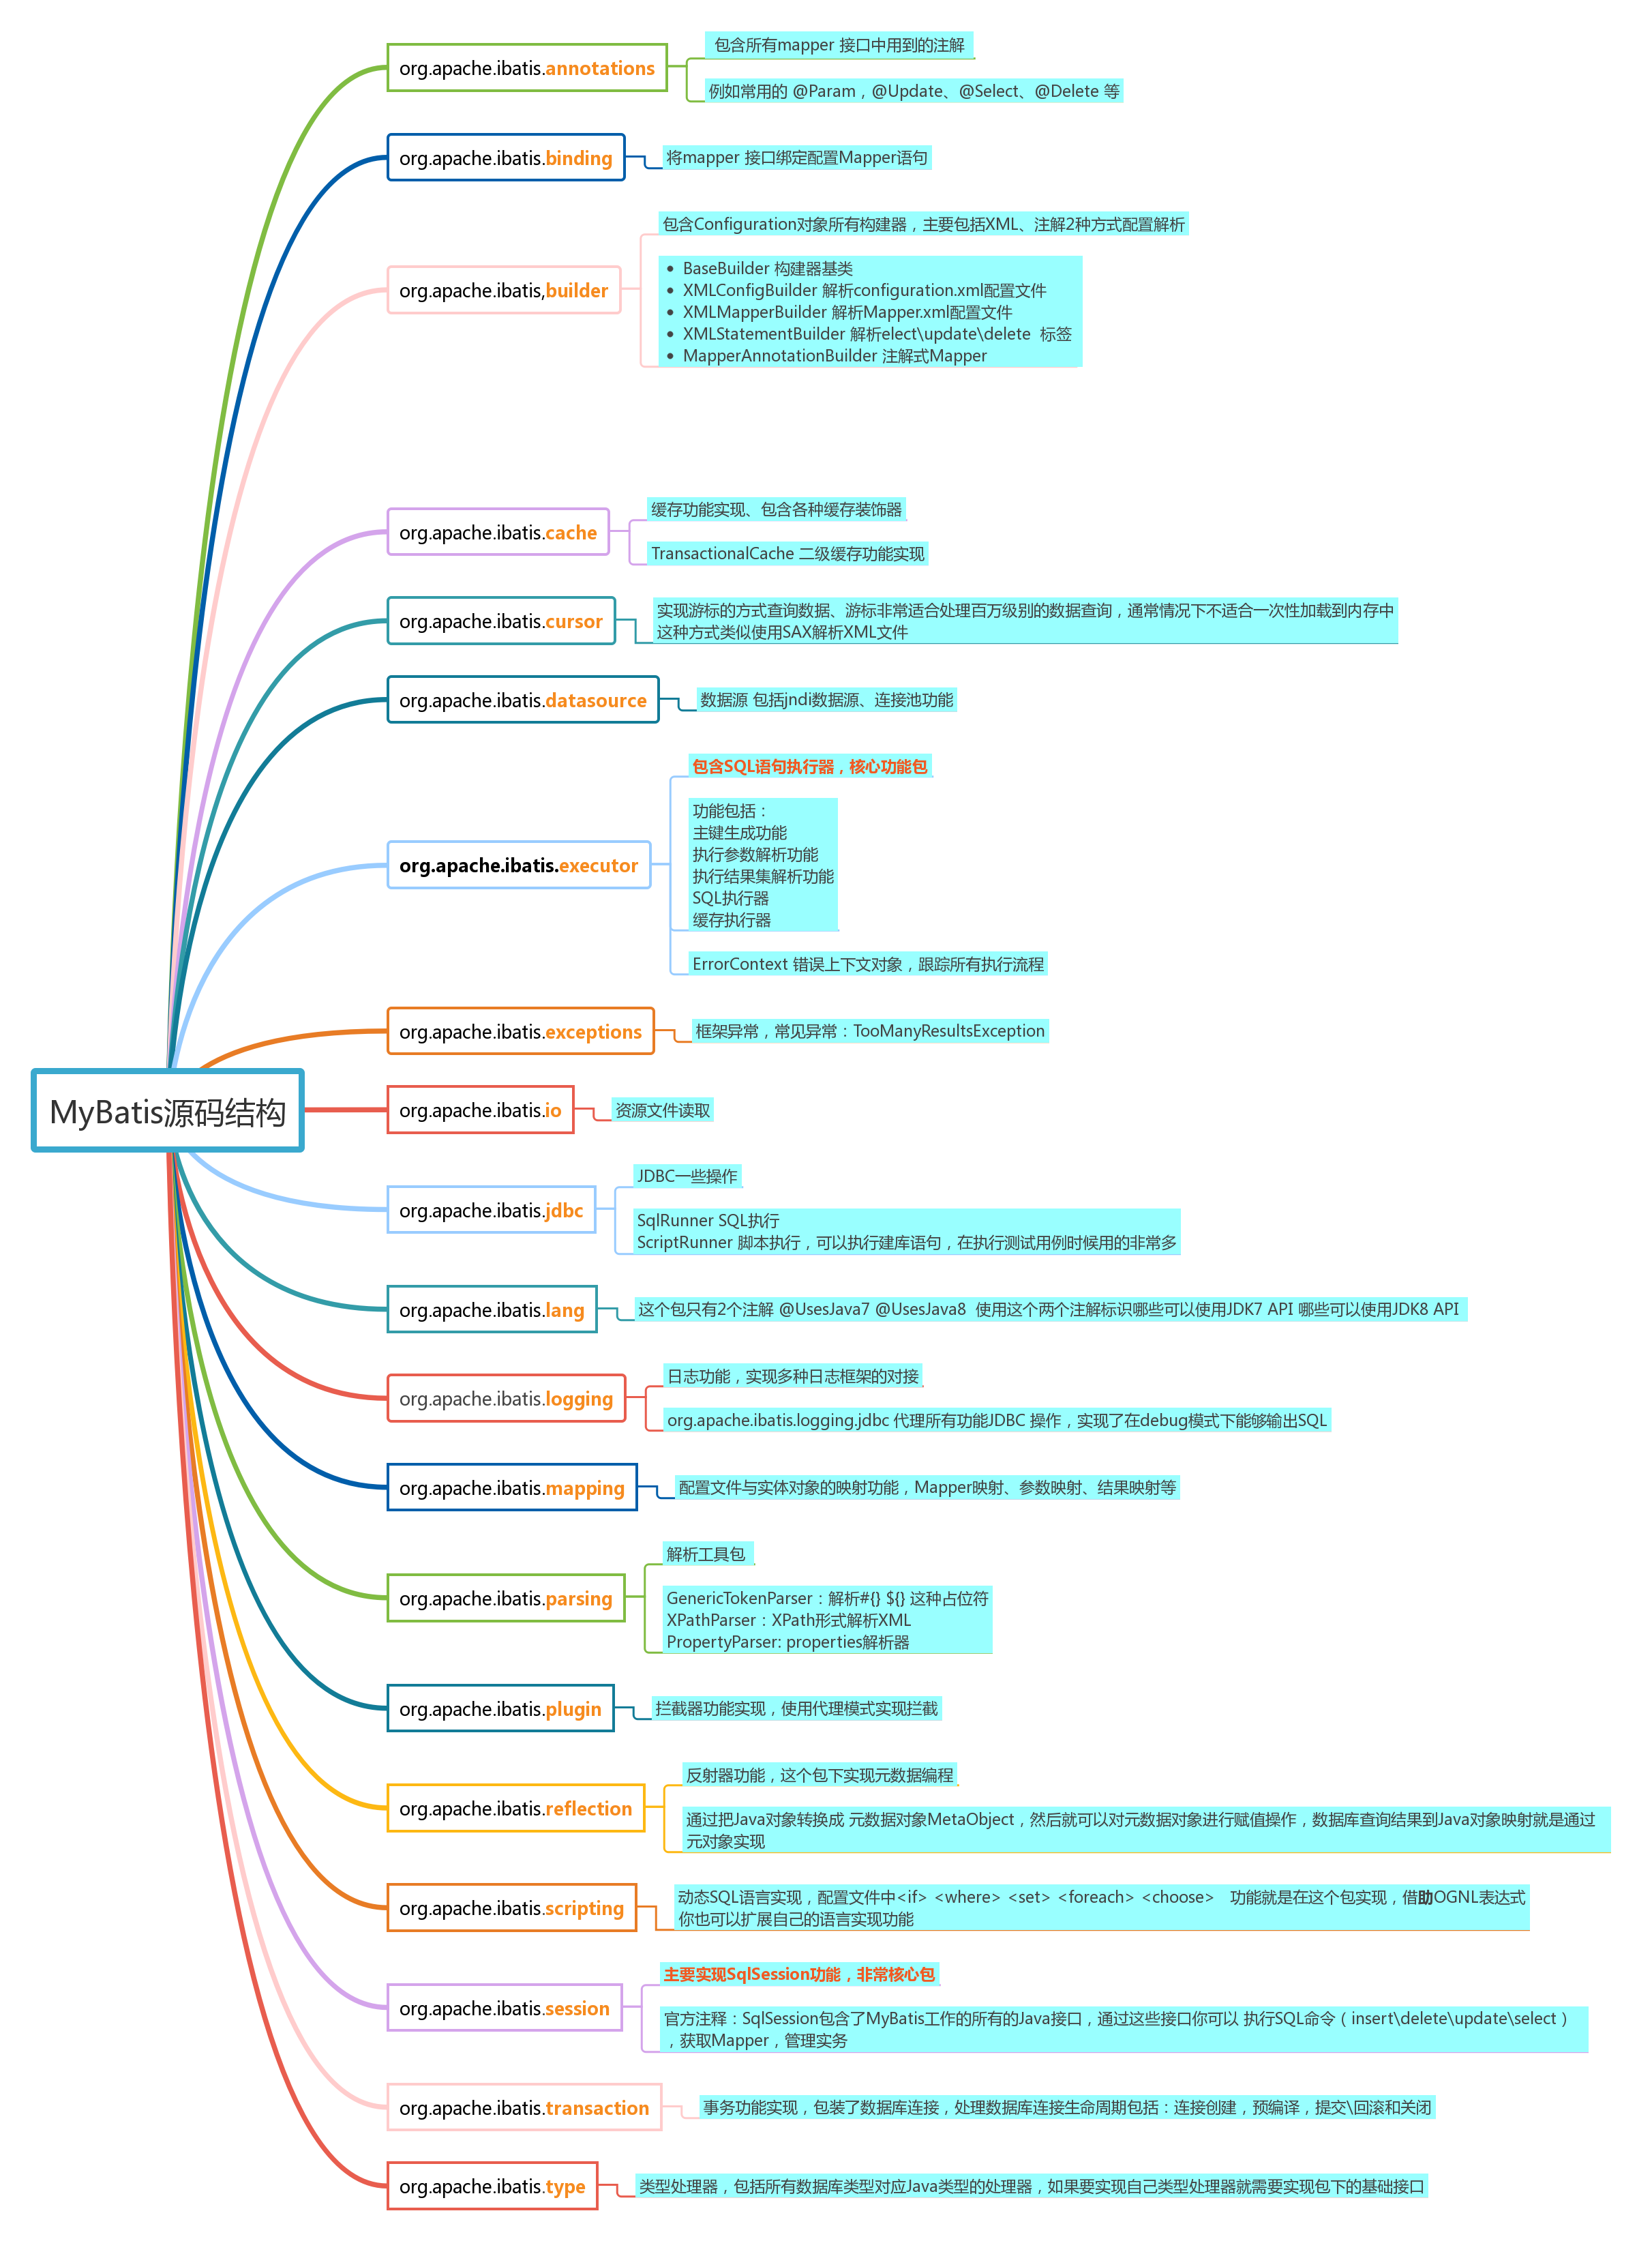 MyBatis源码结构
org.apache.ibatis.annotations
包含所有mapper 接口中用到的注解
例如常用的 @Param，@Update、@Select、@Delete 等
org.apache.ibatis.binding
将mapper 接口绑定配置Mapper语句
org.apache.ibatis,builder
包含Configuration对象所有构建器，主要包括XML、注解2种方式配置解析
• BaseBuilder 构建器基类
• XMLConfigBuilder 解析configuration.xml配置文件
• XMLMapperBuilder 解析Mapper.xml配置文件
• XMLStatementBuilder 解析elect\update\delete 标签
• MapperAnnotationBuilder 注解式Mapper
org.apache.ibatis.cache
缓存功能实现、包含各种缓存装饰器
TransactionalCache 二级缓存功能实现
org.apache.ibatis.cursor
实现游标的方式查询数据、游标非常适合处理百万级别的数据查询，通常情况下不适合一次性加载到内存中
这种方式类似使用SAX解析XML文件
org.apache.ibatis.datasource
数据源 包括jndi数据源、连接池功能
org.apache.ibatis.executor
包含SQL语句执行器，核心功能包
功能包括：
主键生成功能
执行参数解析功能
执行结果集解析功能
SQL执行器
缓存执行器
ErrorContext 错误上下文对象，跟踪所有执行流程
org.apache.ibatis.exceptions
框架异常，常见异常：TooManyResultsException
org.apache.ibatis.io
资源文件读取
org.apache.ibatis.jdbc
JDBC一些操作
SqlRunner SQL执行
ScriptRunner 脚本执行，可以执行建库语句，在执行测试用例时候用的非常多
org.apache.ibatis.lang
这个包只有2个注解 @UsesJava7 @UsesJava8 使用这个两个注解标识哪些可以使用JDK7 API 哪些可以使用JDK8 API
org.apache.ibatis.logging
日志功能，实现多种日志框架的对接
org.apache.ibatis.logging.jdbc 代理所有功能JDBC 操作，实现了在debug模式下能够输出SQL
org.apache.ibatis.mapping
配置文件与实体对象的映射功能，Mapper映射、参数映射、结果映射等
org.apache.ibatis.parsing
解析工具包
GenericTokenParser：解析#{} ${} 这种占位符
XPathParser：XPath形式解析XML
PropertyParser: properties解析器
org.apache.ibatis.plugin
拦截器功能实现，使用代理模式实现拦截
org.apache.ibatis.reflection
反射器功能，这个包下实现元数据编程
通过把Java对象转换成 元数据对象MetaObject，然后就可以对元数据对象进行赋值操作，数据库查询结果到Java对象映射就是通过
元对象实现
org.apache.ibatis.scripting
动态SQL语言实现，配置文件中<if> <where> <set> <foreach> <choose> 功能就是在这个包实现，借助OGNL表达式
你也可以扩展自己的语言实现功能
org.apache.ibatis.session
主要实现SqlSession功能，非常核心包
官方注释：SqlSession包含了MyBatis工作的所有的Java接口，通过这些接口你可以 执行SQL命令（insert\delete\update\select）
，获取Mapper，管理实务
org.apache.ibatis.transaction
事务功能实现，包装了数据库连接，处理数据库连接生命周期包括：连接创建，预编译，提交\回滚和关闭
org.apache.ibatis.type
类型处理器，包括所有数据库类型对应Java类型的处理器，如果要实现自己类型处理器就需要实现包下的基础接口